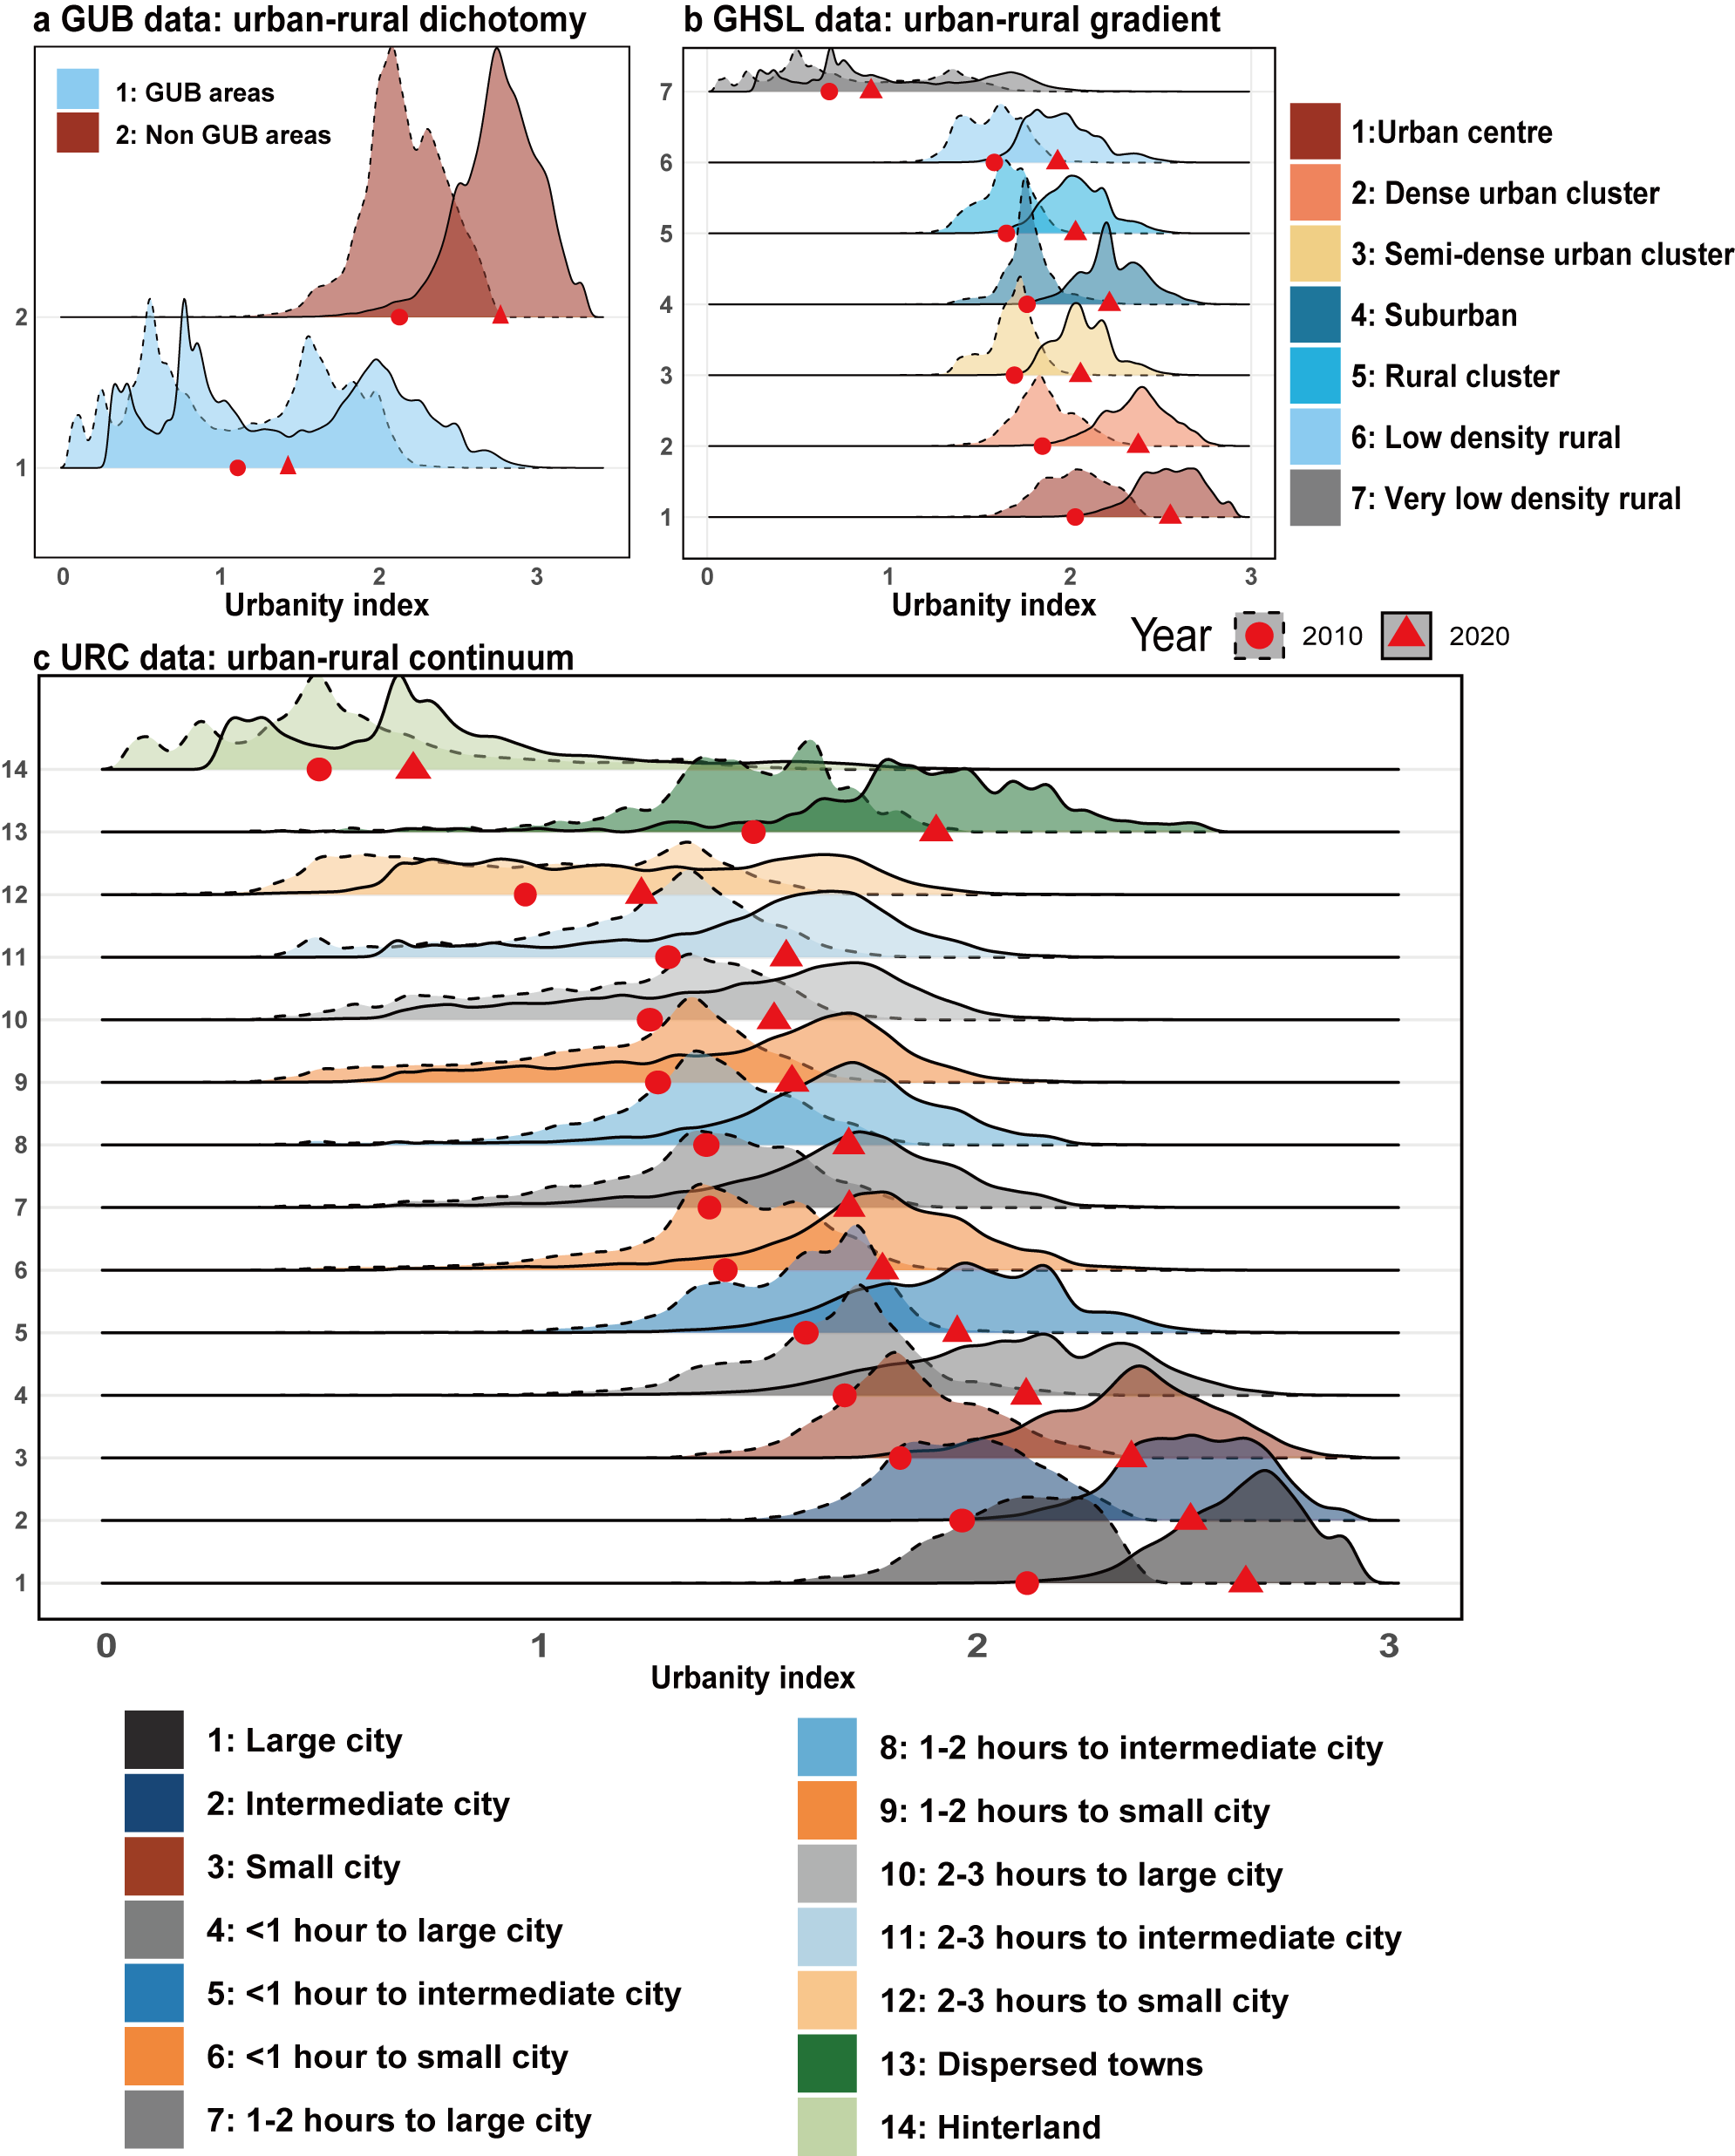 a GUB data: urban-rural dichotomy
1: GUB areas
2: Non GUB areas
2
1
0 1 2 3
Urbanity index
b GHSL data: urban-rural gradient
7
6
5
4
3
2
1
0 1 2 3
Urbanity index
1:Urban centre
2: Dense urban cluster
3: Semi-dense urban cluster
4: Suburban
5: Rural cluster
6: Low density rural
7: Very low density rural
Year 2010 2020
c URC data: urban-rural continuum
14
13
12
11
10
9
8
7
6
5
4
3
2
1
0 1 2 3
Urbanity index
1: Large city
2: Intermediate city
3: Small city
4: <1 hour to large city
5: <1 hour to intermediate city
6: <1 hour to small city
7: 1-2 hours to large city
8: 1-2 hours to intermediate city
9: 1-2 hours to small city
10: 2-3 hours to large city
11: 2-3 hours to intermediate city
12: 2-3 hours to small city
13: Dispersed towns
14: Hinterland